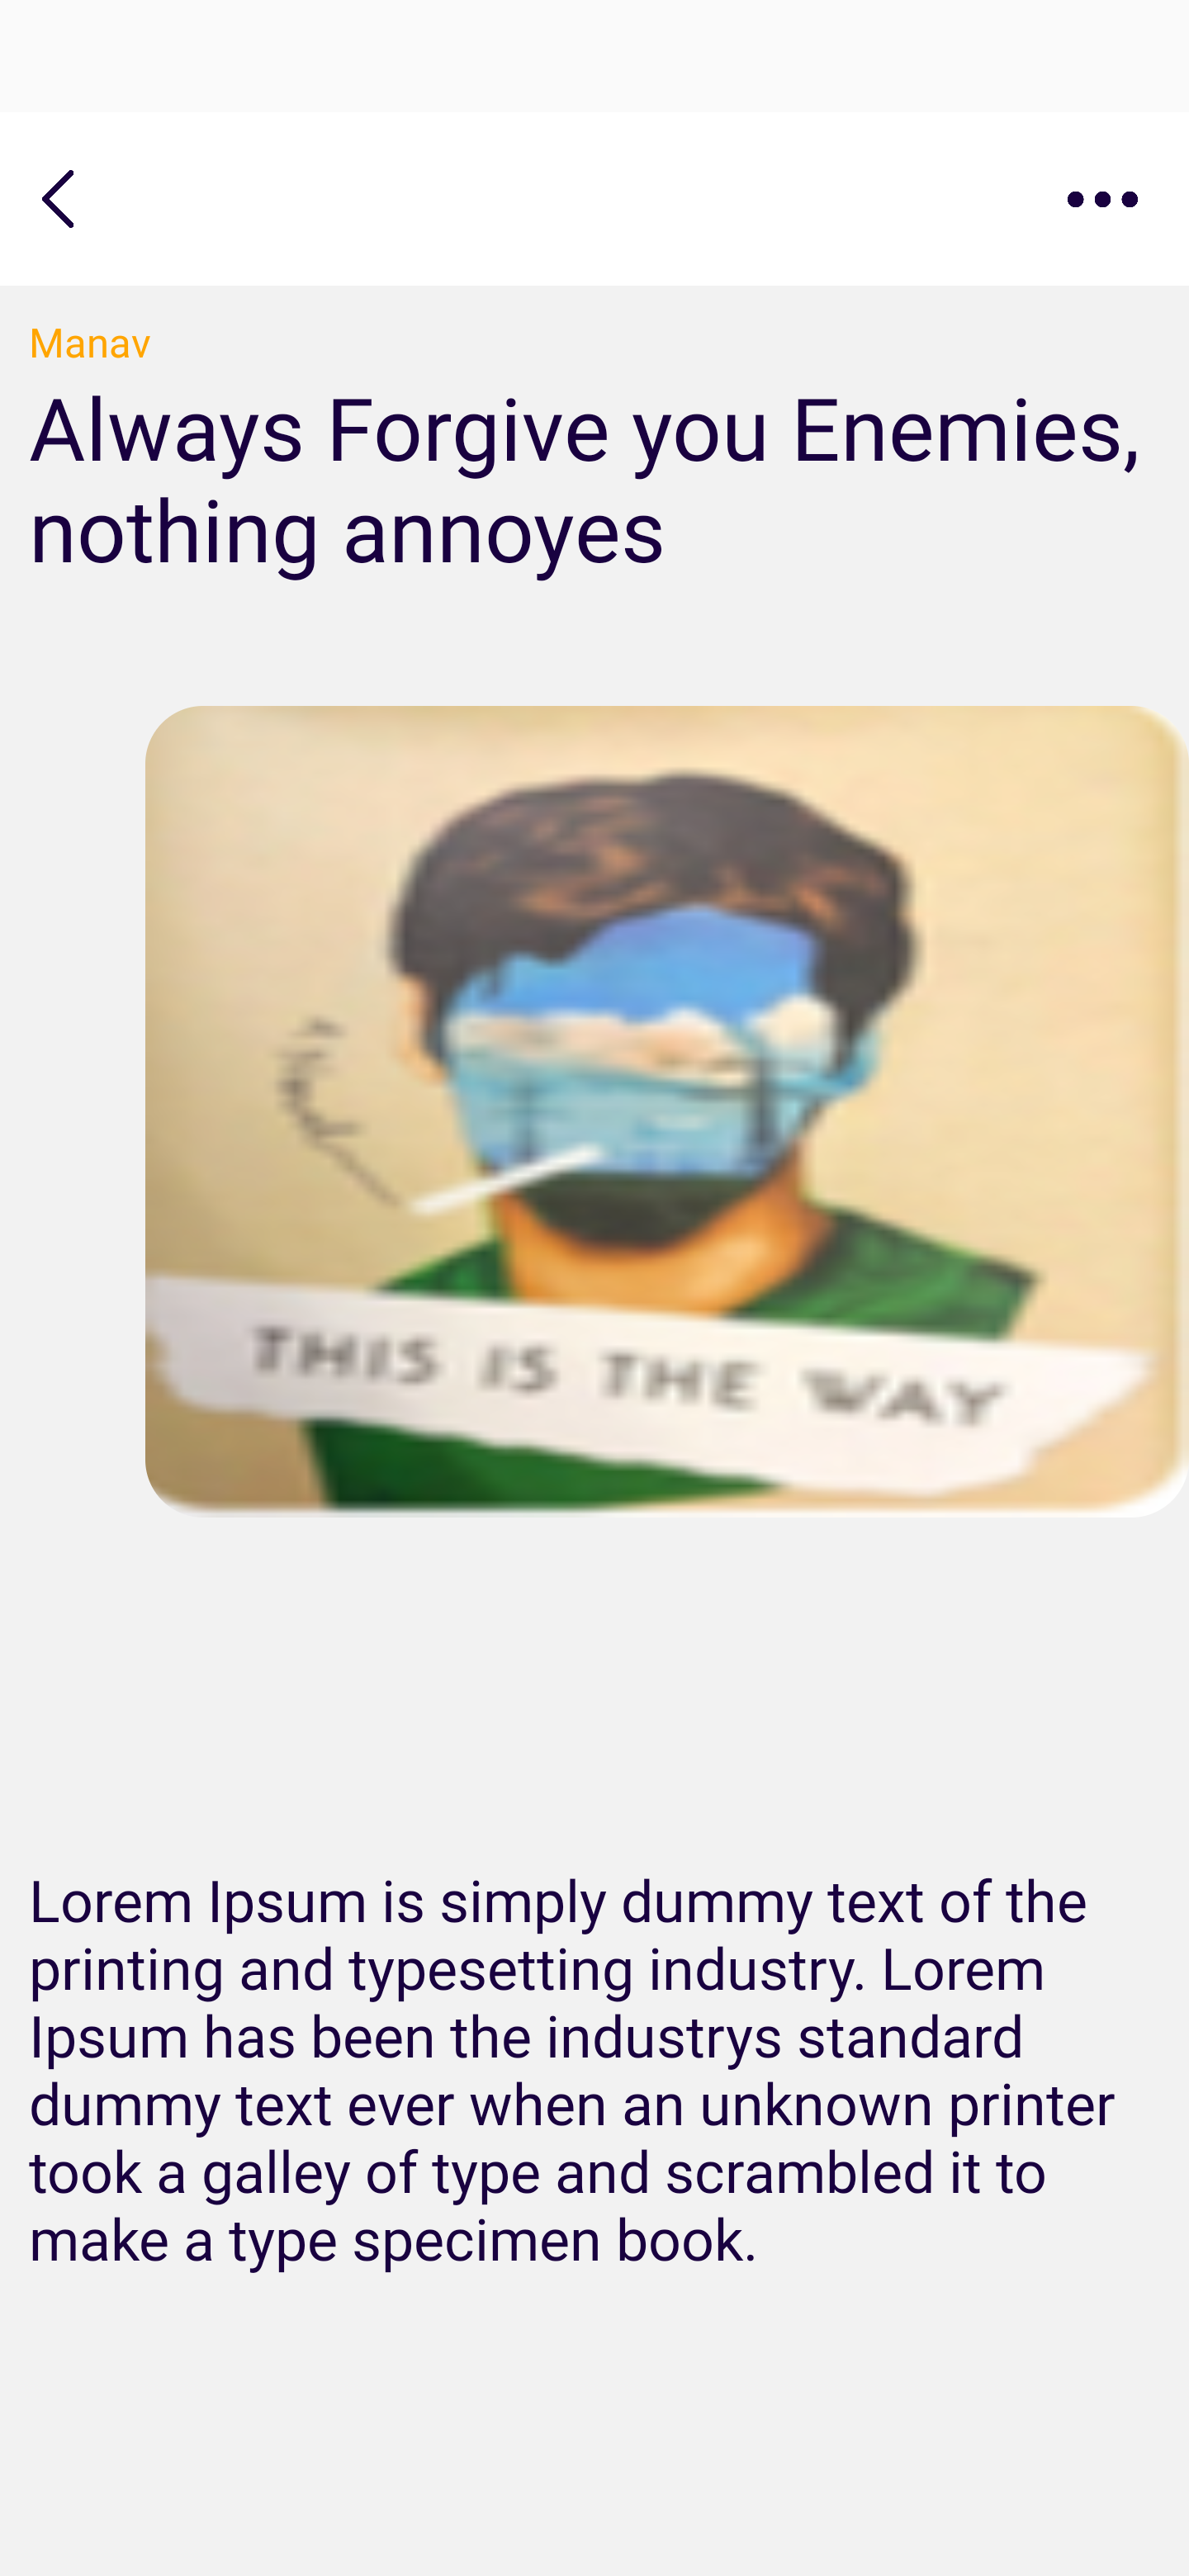 Manav
Always Forgive you Enemies,
nothing annoyes
THIS IS THE WAY
Lorem Ipsum is simply dummy text of the
printing and typesetting industry. Lorem
Ipsum has been the industrys standard
dummy text ever when an unknown printer
took a galley of type and scrambled it to
make a type specimen book.